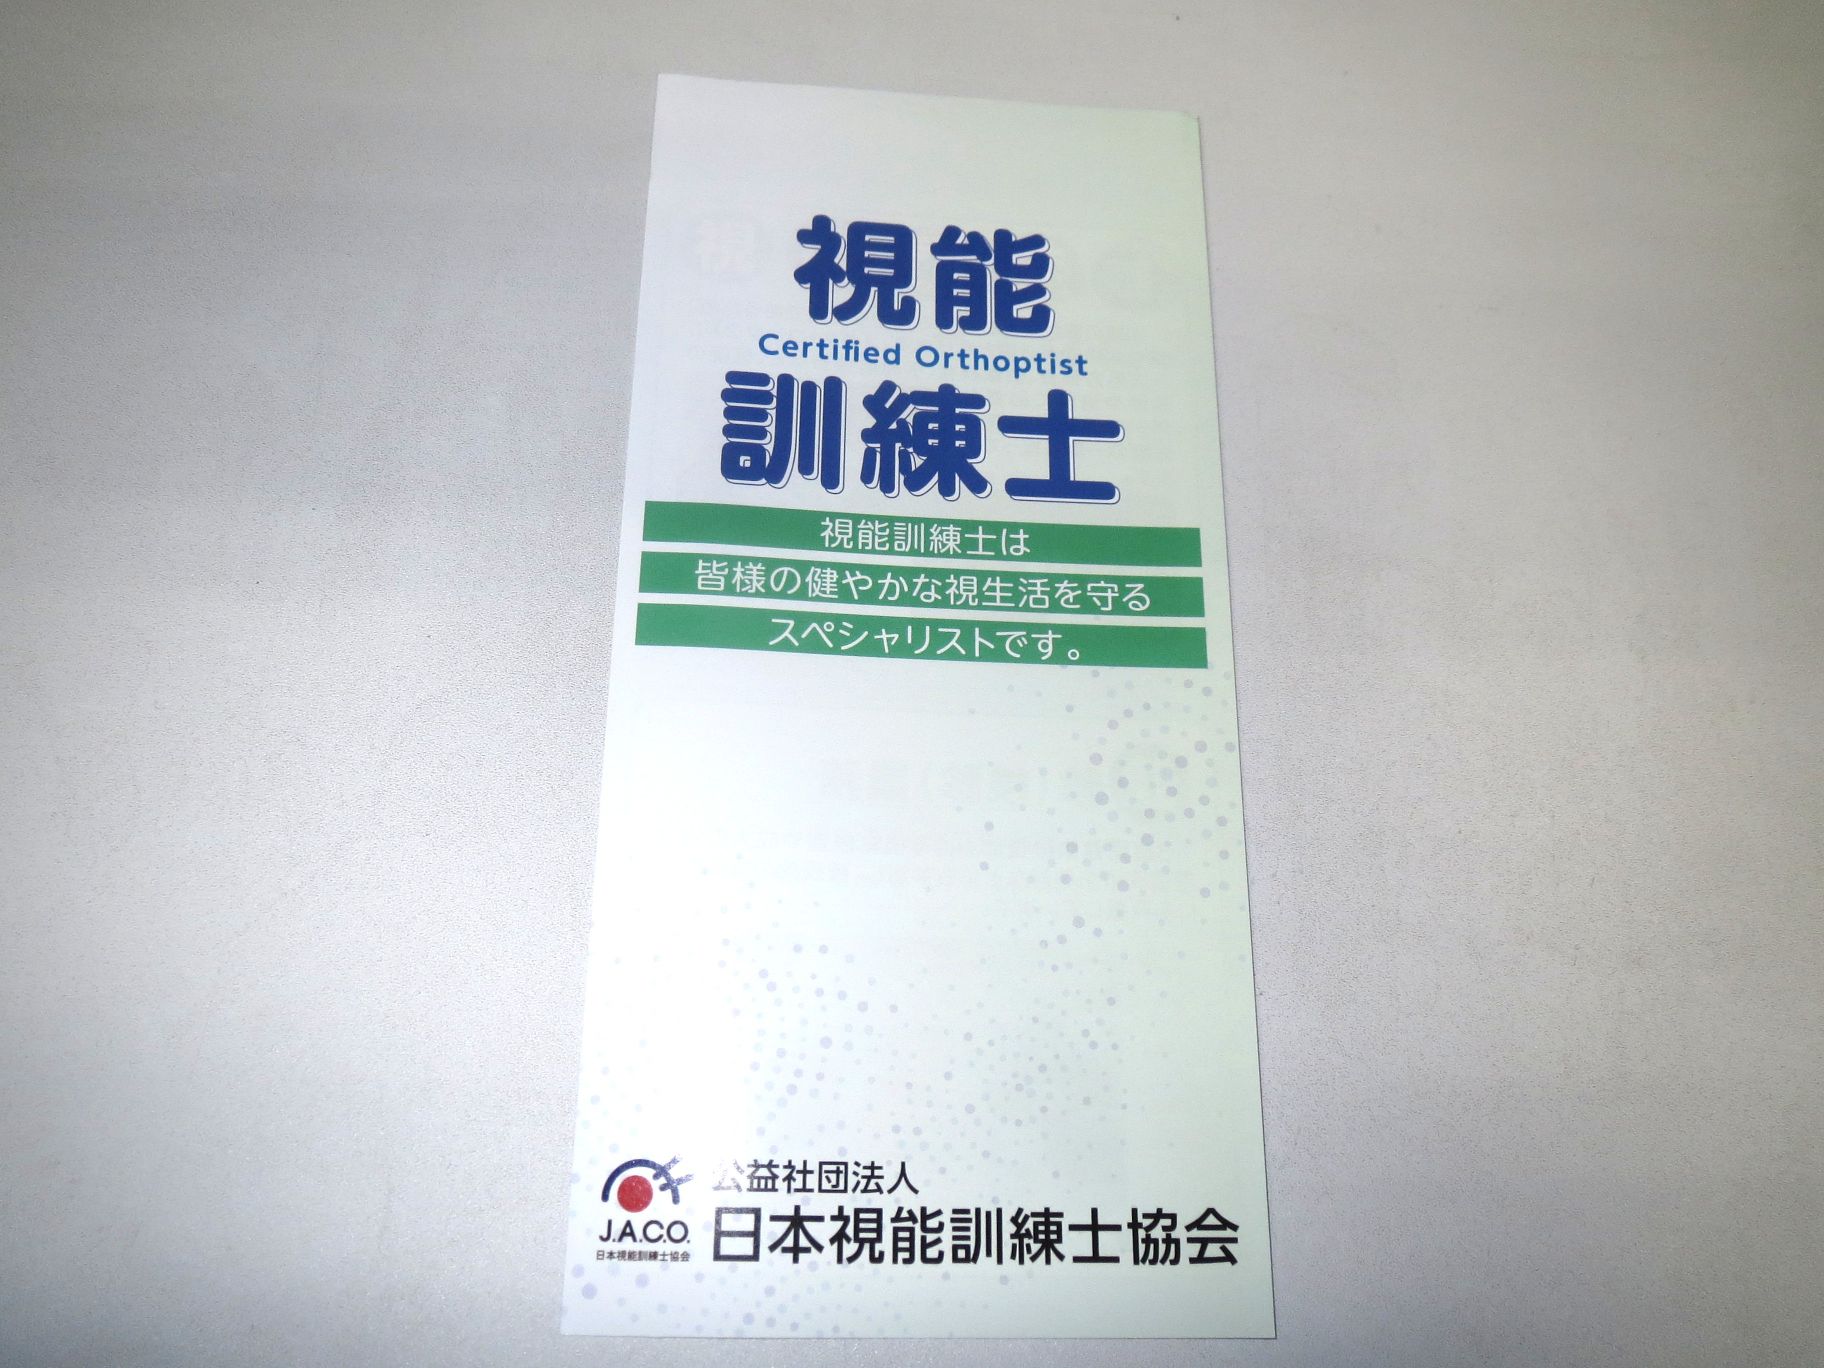 視能
Certified Orthoptist
訓練士
視能訓練士は
皆様の健やかな視生活を守る
スペシャリストです。
J.A.C.O.
日本視能訓練士協会
公益社団法人
日本視能訓練士協会